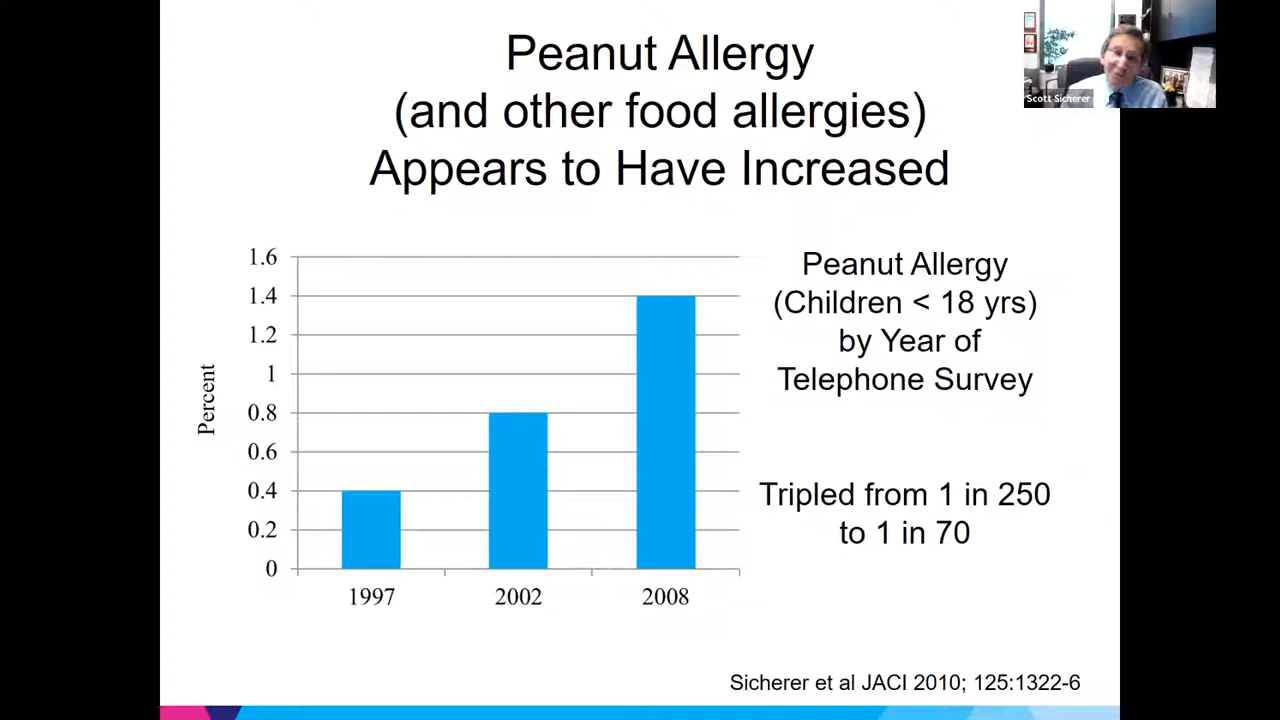 Peanut Allergy
(and other food allergies)
Appears to Have Increased
Scott Sicherer
1.6
1.4
1.2
1
0.8
0.6
0.4
0.2
0
Percent
1997
2002
2008
Peanut Allergy
(Children < 18 yrs)
by Year of
Telephone Survey
Tripled from 1 in 250
to 1 in 70
Sicherer et al JACI 2010; 125:1322-6